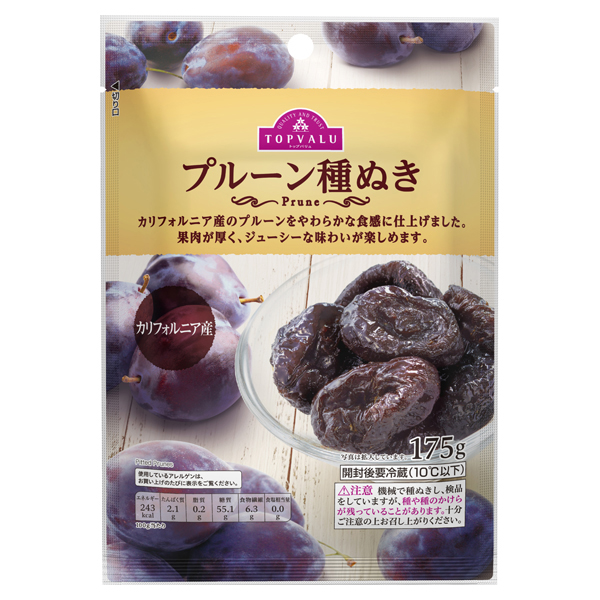 ▲切り口
QUALITY AND TRUST
TOPVALU
トップバリュ
プルーン種ぬき
Prune
カリフォルニア産のプルーンをやわらかな食感に仕上げました。
果肉が厚く、ジューシーな味わいが楽しめます。
カリフォルニア産
写真は拡大しています。
175g
開封後要冷蔵(10℃以下)
Pitted Prunes
使用しているアレルゲンは、
お買い上げのたびに表示をご覧ください。
エネルギー たんぱく質 脂質 糖質 食物繊維 食塩相当量
243 2.1 0.2 55.1 6.3 0.0
kcal g g g g g
100g当たり
⚠注意 機械で種ぬきし、検品
をしていますが、種や種のかけら
が残っていることがあります。十分
ご注意の上お召し上がりください。